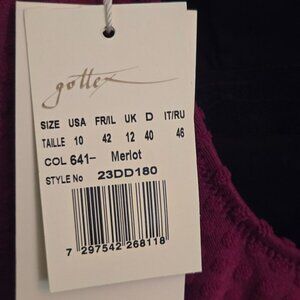 gottex
SIZE USA FR/IL UK D IT/RU
TAILLE 10 42 12 40 46
COL 641- Merlot
STYLE No 23DD180
7 297542 268118